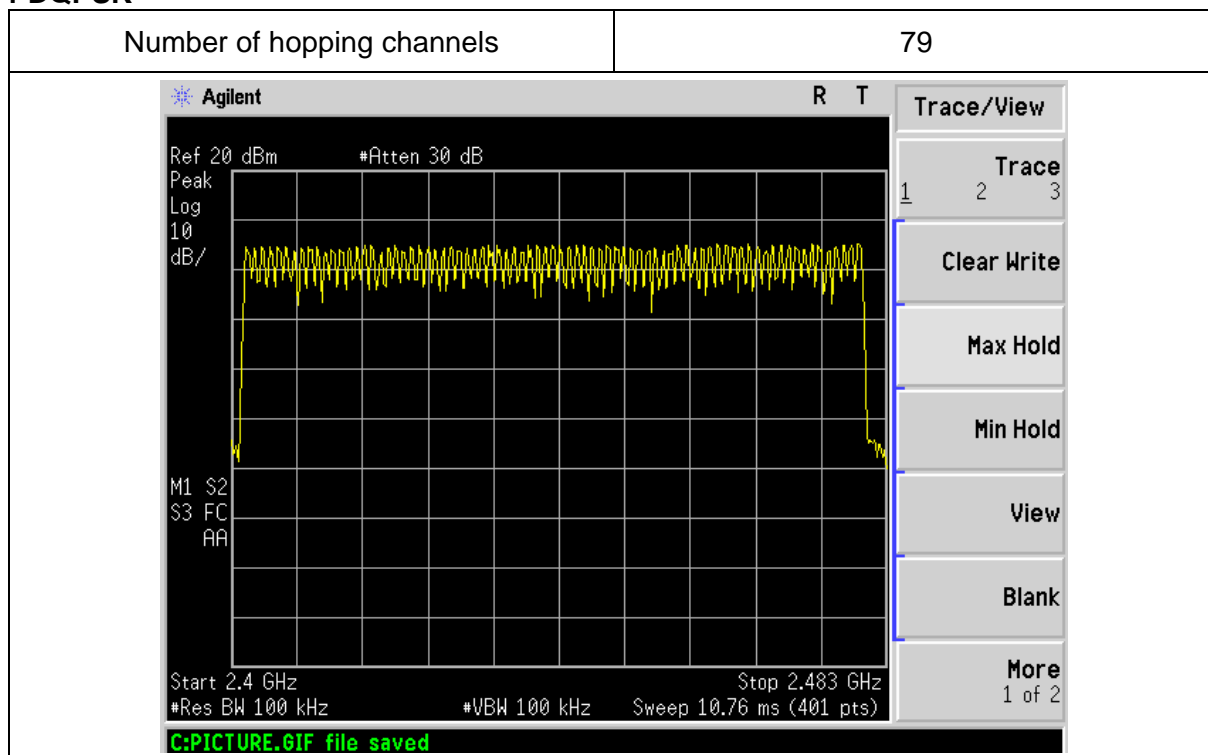 Number of hopping channels 79
Agilent R T
Trace/View
Ref 20 dBm #Atten 30 dB
Peak
Log
10
dB/
M1 S2
S3 FC
AA
Start 2.4 GHz Stop 2.483 GHz
#Res BW 100 kHz #VBW 100 kHz Sweep 10.76 ms (401 pts)
C:PICTURE.GIF file saved
Trace
1 2 3
Clear Write
Max Hold
Min Hold
View
Blank
More
1 of 2